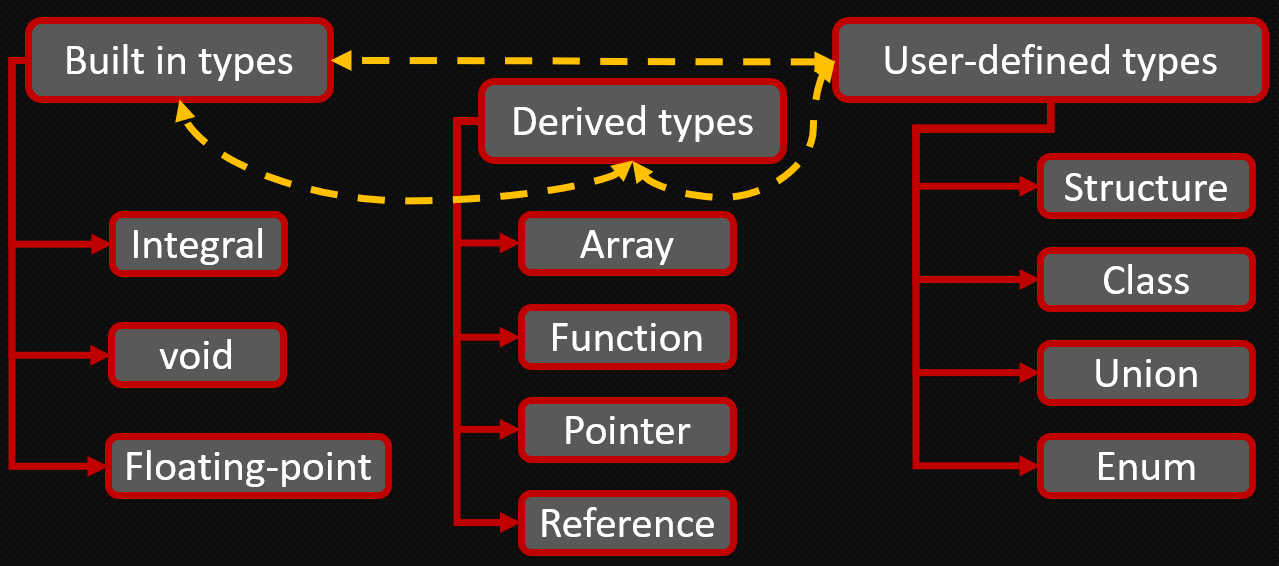 Built in types
Integral
void
Floating-point
Derived types
Array
Function
Pointer
Reference
User-defined types
Structure
Class
Union
Enum